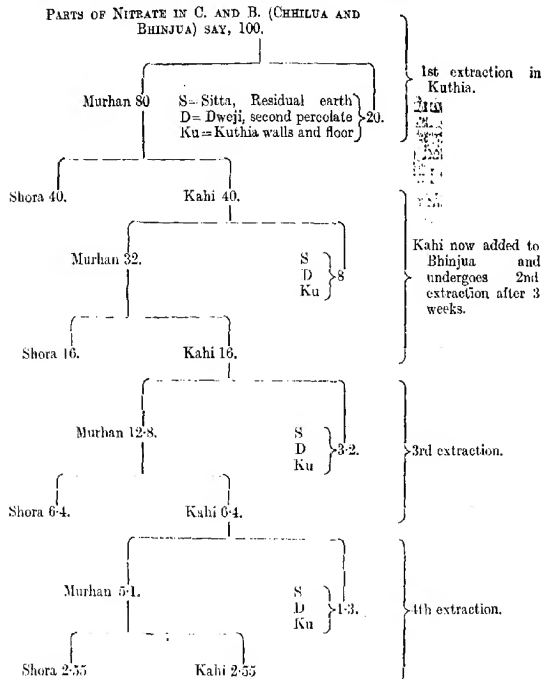 PARTS OF NITRATE IN C. AND B. (CHHILUA AND
BHINJUA) SAY, 100.
1st extraction in
Kuthia.
Murhan 80
S= Sitta, Residual earth
D= Dweji, second percolate
Ku=Kuthia walls and floor
20.
Shora 40.
Kahi 40.
Murhan 32.
S
D
Ku
8
Kahi now added to
Bhinjua and
undergoes 2nd
extraction after 3
weeks.
Shora 16.
Kahi 16.
Murhan 12·8.
S
D
Ku
3·2.
3rd extraction.
Shora 6·4.
Kahi 6·4.
Murhan 5·1.
S
D
Ku
1·3.
4th extraction.
Shora 2·55
Kahi 2·55